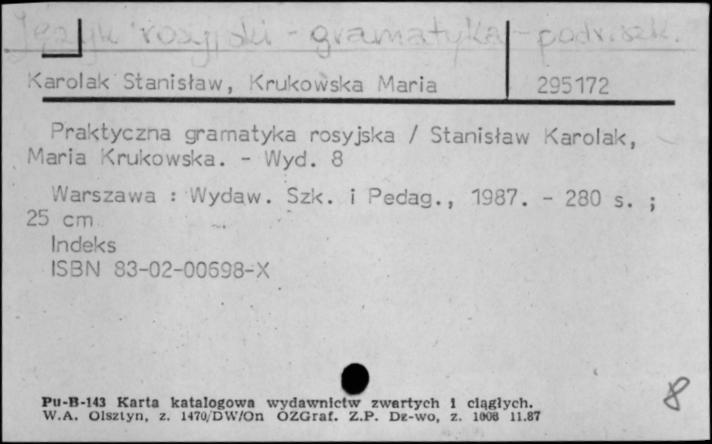 Język rosyjski - gramatyka - podr. szk.
Karolak Stanisław, Krukowska Maria 295172
Praktyczna gramatyka rosyjska / Stanisław Karolak,
Maria Krukowska. - Wyd. 8
Warszawa : Wydaw. Szk. i Pedag., 1987. - 280 s. ;
25 cm
Indeks
ISBN 83-02-00698-X
8
Pu-B-143 Karta katalogowa wydawnictw zwartych i ciągłych.
W.A. Olsztyn, z. 1470/DW/On OZGraf. Z.P. Dz-wo, z. 1008 11.87